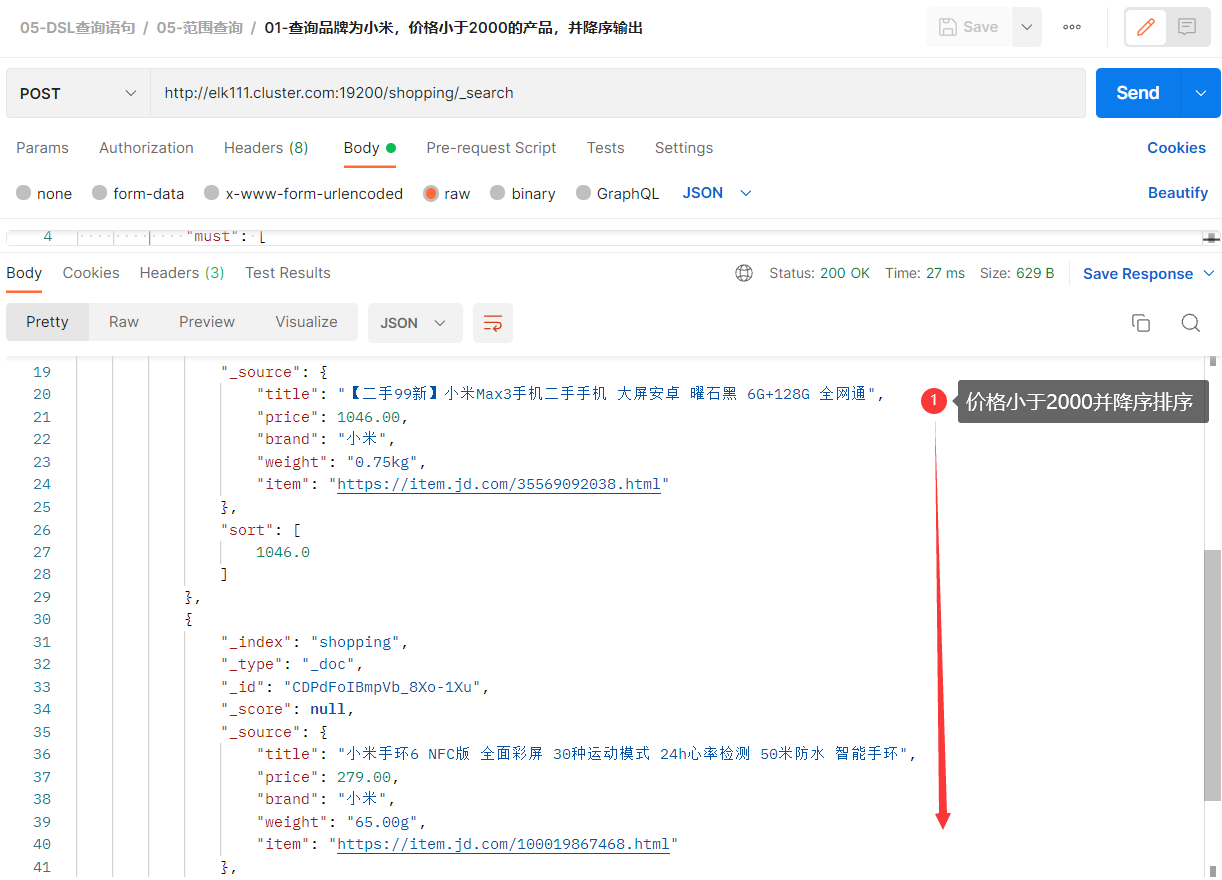 05-DSL查询语句 / 05-范围查询 / 01-查询品牌为小米，价格小于2000的产品，并降序输出
Save
POST
http://elk111.cluster.com:19200/shopping/_search
Send
Params Authorization Headers (8) Body Pre-request Script Tests Settings Cookies
none form-data x-www-form-urlencoded raw binary GraphQL JSON Beautify
4 "must": [
Body Cookies Headers (3) Test Results Status: 200 OK Time: 27 ms Size: 629 B Save Response
Pretty Raw Preview Visualize JSON
19 "_source": {
20 "title": "【二手99新】小米Max3手机二手手机 大屏安卓 曜石黑 6G+128G 全网通",
1 价格小于2000并降序排序
21 "price": 1046.00,
22 "brand": "小米",
23 "weight": "0.75kg",
24 "item": "https://item.jd.com/35569092038.html"
25 },
26 "sort": [
27 1046.0
28 ]
29 },
30 {
31 "_index": "shopping",
32 "_type": "_doc",
33 "_id": "CDPdFoIBmpVb_8Xo-1Xu",
34 "_score": null,
35 "_source": {
36 "title": "小米手环6 NFC版 全面彩屏 30种运动模式 24h心率检测 50米防水 智能手环",
37 "price": 279.00,
38 "brand": "小米",
39 "weight": "65.00g",
40 "item": "https://item.jd.com/100019867468.html"
41 },